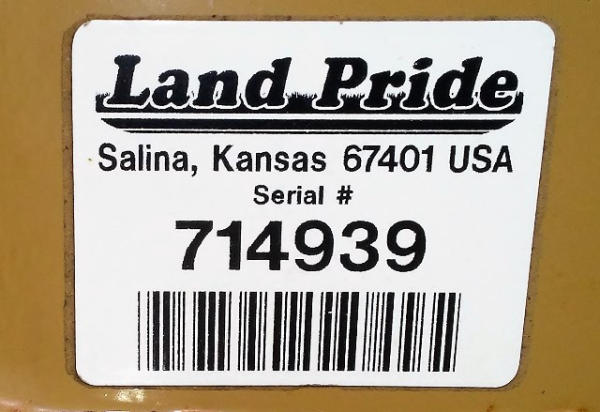 Land Pride
Salina, Kansas 67401 USA
Serial #
714939